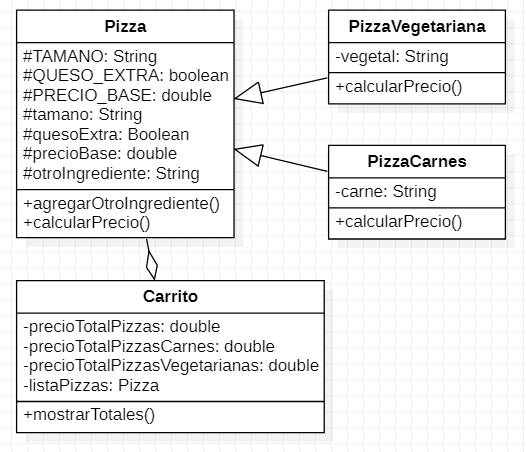 Pizza
#TAMANO: String
#QUESO_EXTRA: boolean
#PRECIO_BASE: double
#tamano: String
#quesoExtra: Boolean
#precioBase: double
#otroIngrediente: String
+agregarOtroIngrediente()
+calcularPrecio()
PizzaVegetariana
-vegetal: String
+calcularPrecio()
PizzaCarnes
-carne: String
+calcularPrecio()
Carrito
-precioTotalPizzas: double
-precioTotalPizzasCarnes: double
-precioTotalPizzasVegetarianas: double
-listaPizzas: Pizza
+mostrarTotales()